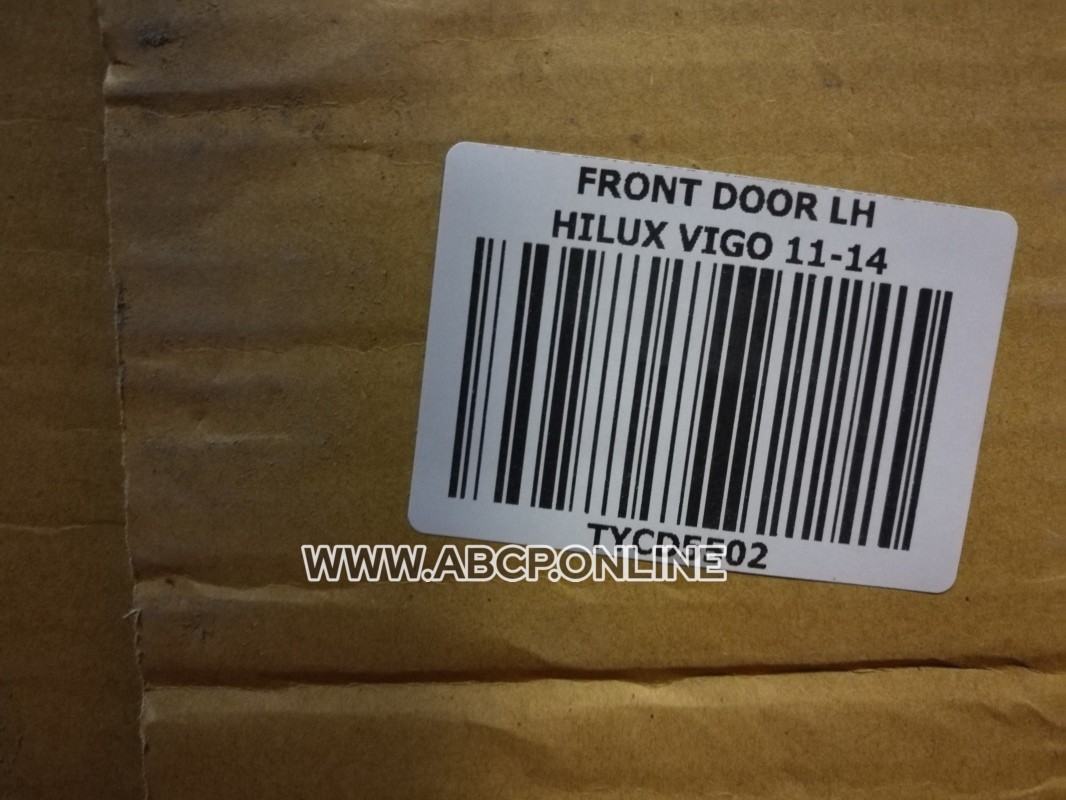 FRONT DOOR LH
HILUX VIGO 11-14
WWW.ABCP.ONLINE